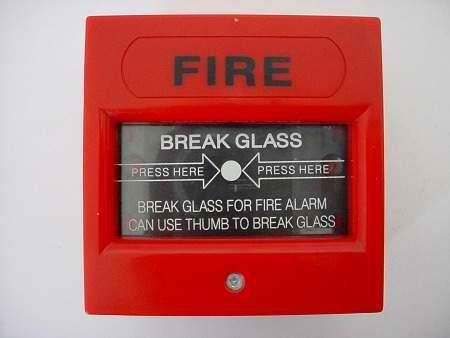 FIRE
BREAK GLASS
PRESS HERE PRESS HERE
BREAK GLASS FOR FIRE ALARM
CAN USE THUMB TO BREAK GLASS